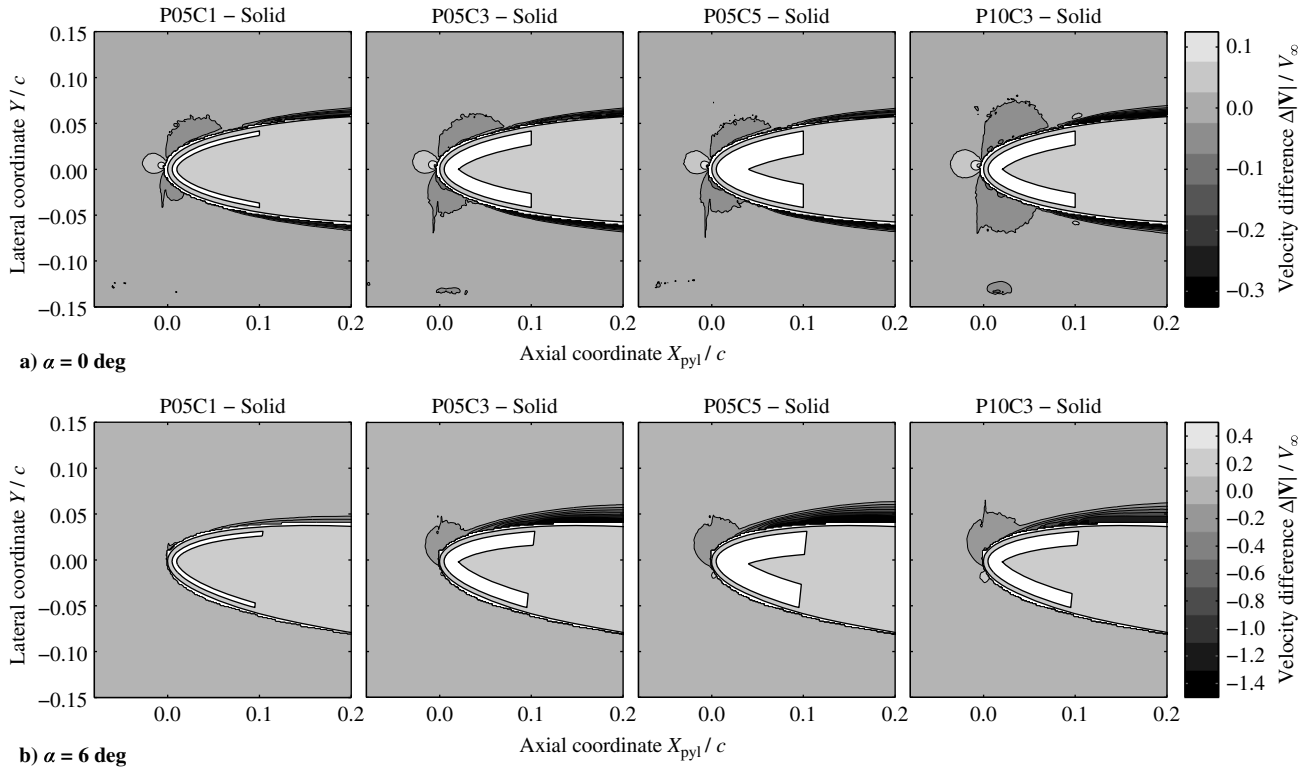 P05C1 – Solid P05C3 – Solid P05C5 – Solid P10C3 – Solid
Lateral coordinate Y / c
0.15
0.10
0.05
0.00
−0.05
−0.10
−0.15
0.0 0.1 0.2 0.0 0.1 0.2 0.0 0.1 0.2 0.0 0.1 0.2
0.1
0.0
−0.1
−0.2
−0.3
Velocity difference Δ|V| / V∞
Axial coordinate Xpyl / c
a) α = 0 deg
P05C1 – Solid P05C3 – Solid P05C5 – Solid P10C3 – Solid
Lateral coordinate Y / c
0.15
0.10
0.05
0.00
−0.05
−0.10
−0.15
0.0 0.1 0.2 0.0 0.1 0.2 0.0 0.1 0.2 0.0 0.1 0.2
0.4
0.2
0.0
−0.2
−0.4
−0.6
−0.8
−1.0
−1.2
−1.4
Velocity difference Δ|V| / V∞
Axial coordinate Xpyl / c
b) α = 6 deg